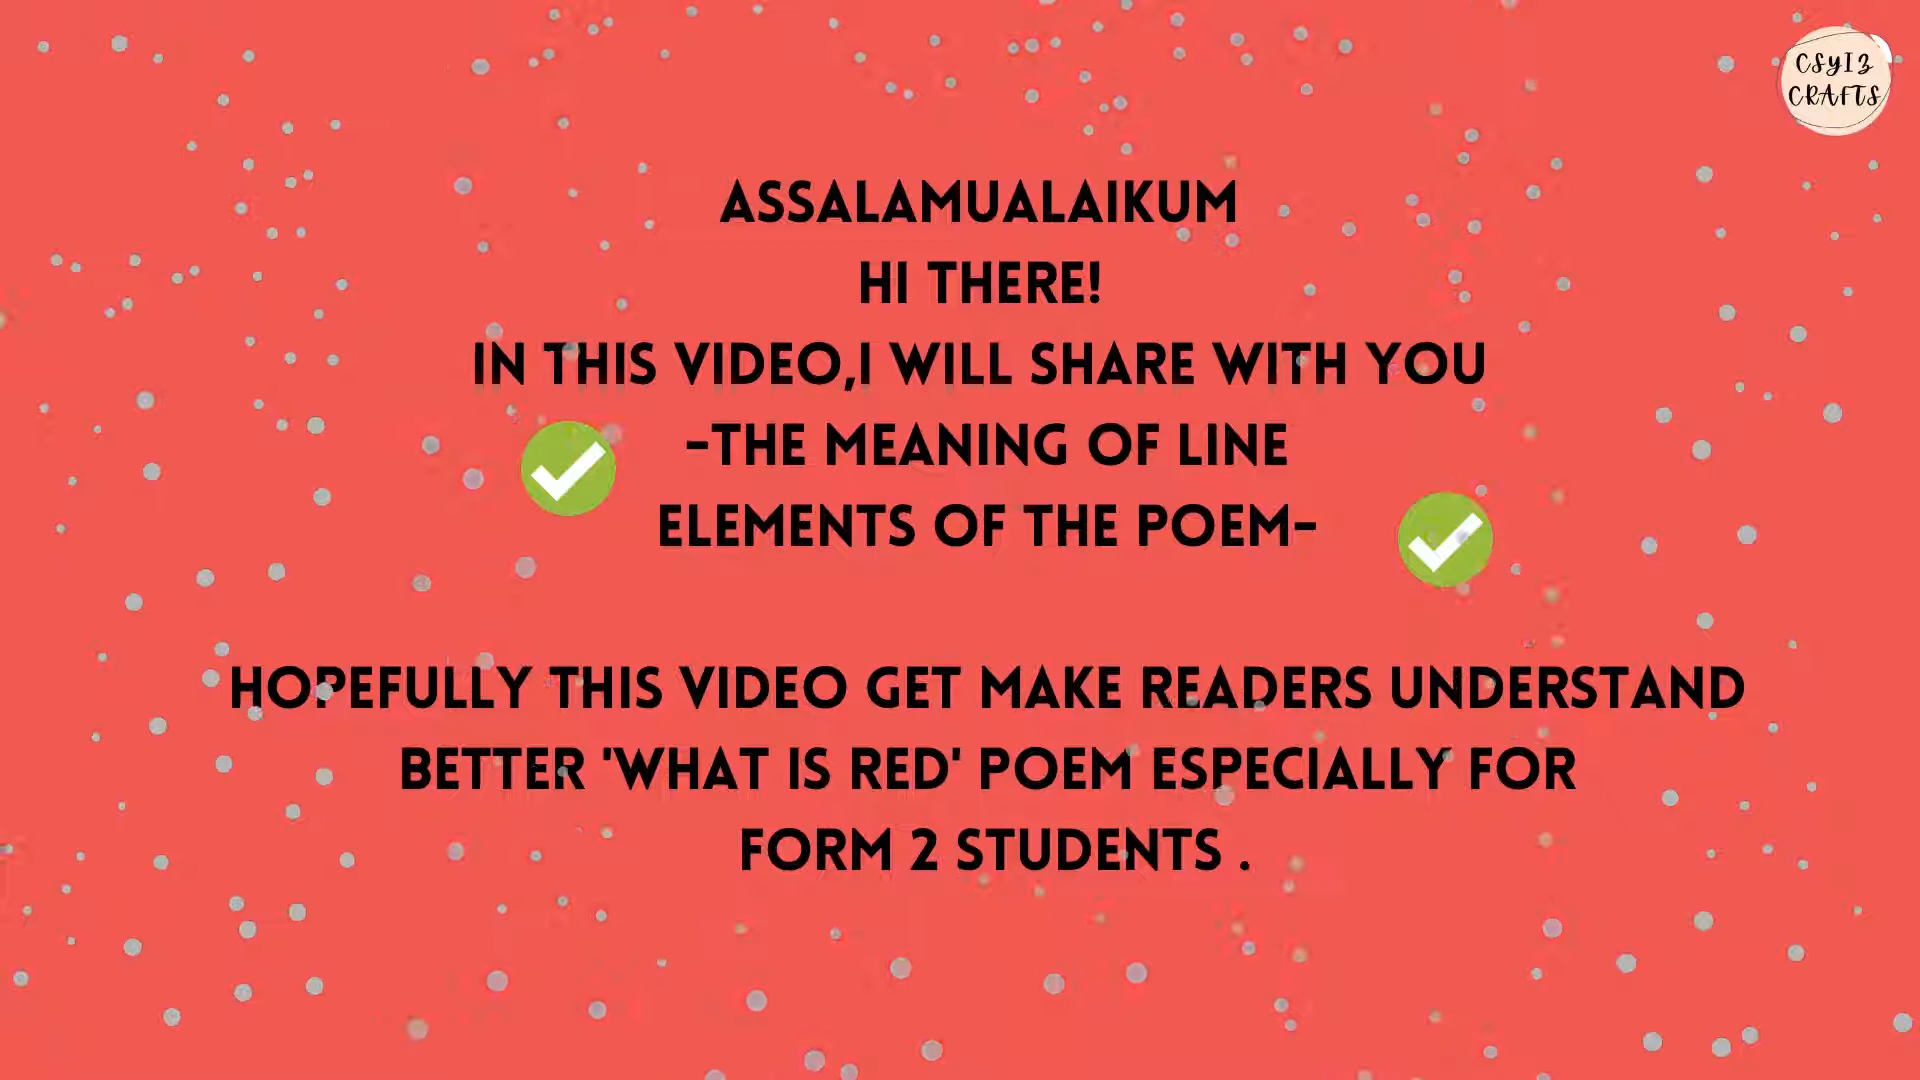 CSYIZ
CRAFTS
ASSALAMUALAIKUM
HI THERE!
IN THIS VIDEO,I WILL SHARE WITH YOU
-THE MEANING OF LINE
ELEMENTS OF THE POEM-
HOPEFULLY THIS VIDEO GET MAKE READERS UNDERSTAND
BETTER 'WHAT IS RED' POEM ESPECIALLY FOR
FORM 2 STUDENTS .